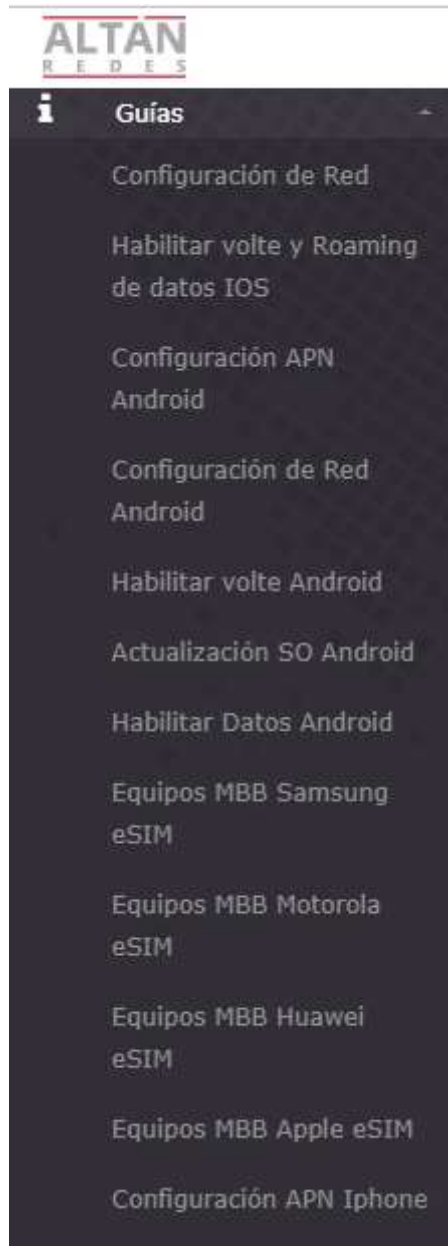 ALTÁN
REDES
i Guías
Configuración de Red
Habilitar volte y Roaming
de datos IOS
Configuración APN
Android
Configuración de Red
Android
Habilitar volte Android
Actualización SO Android
Habilitar Datos Android
Equipos MBB Samsung
eSIM
Equipos MBB Motorola
eSIM
Equipos MBB Huawei
eSIM
Equipos MBB Apple eSIM
Configuración APN Iphone